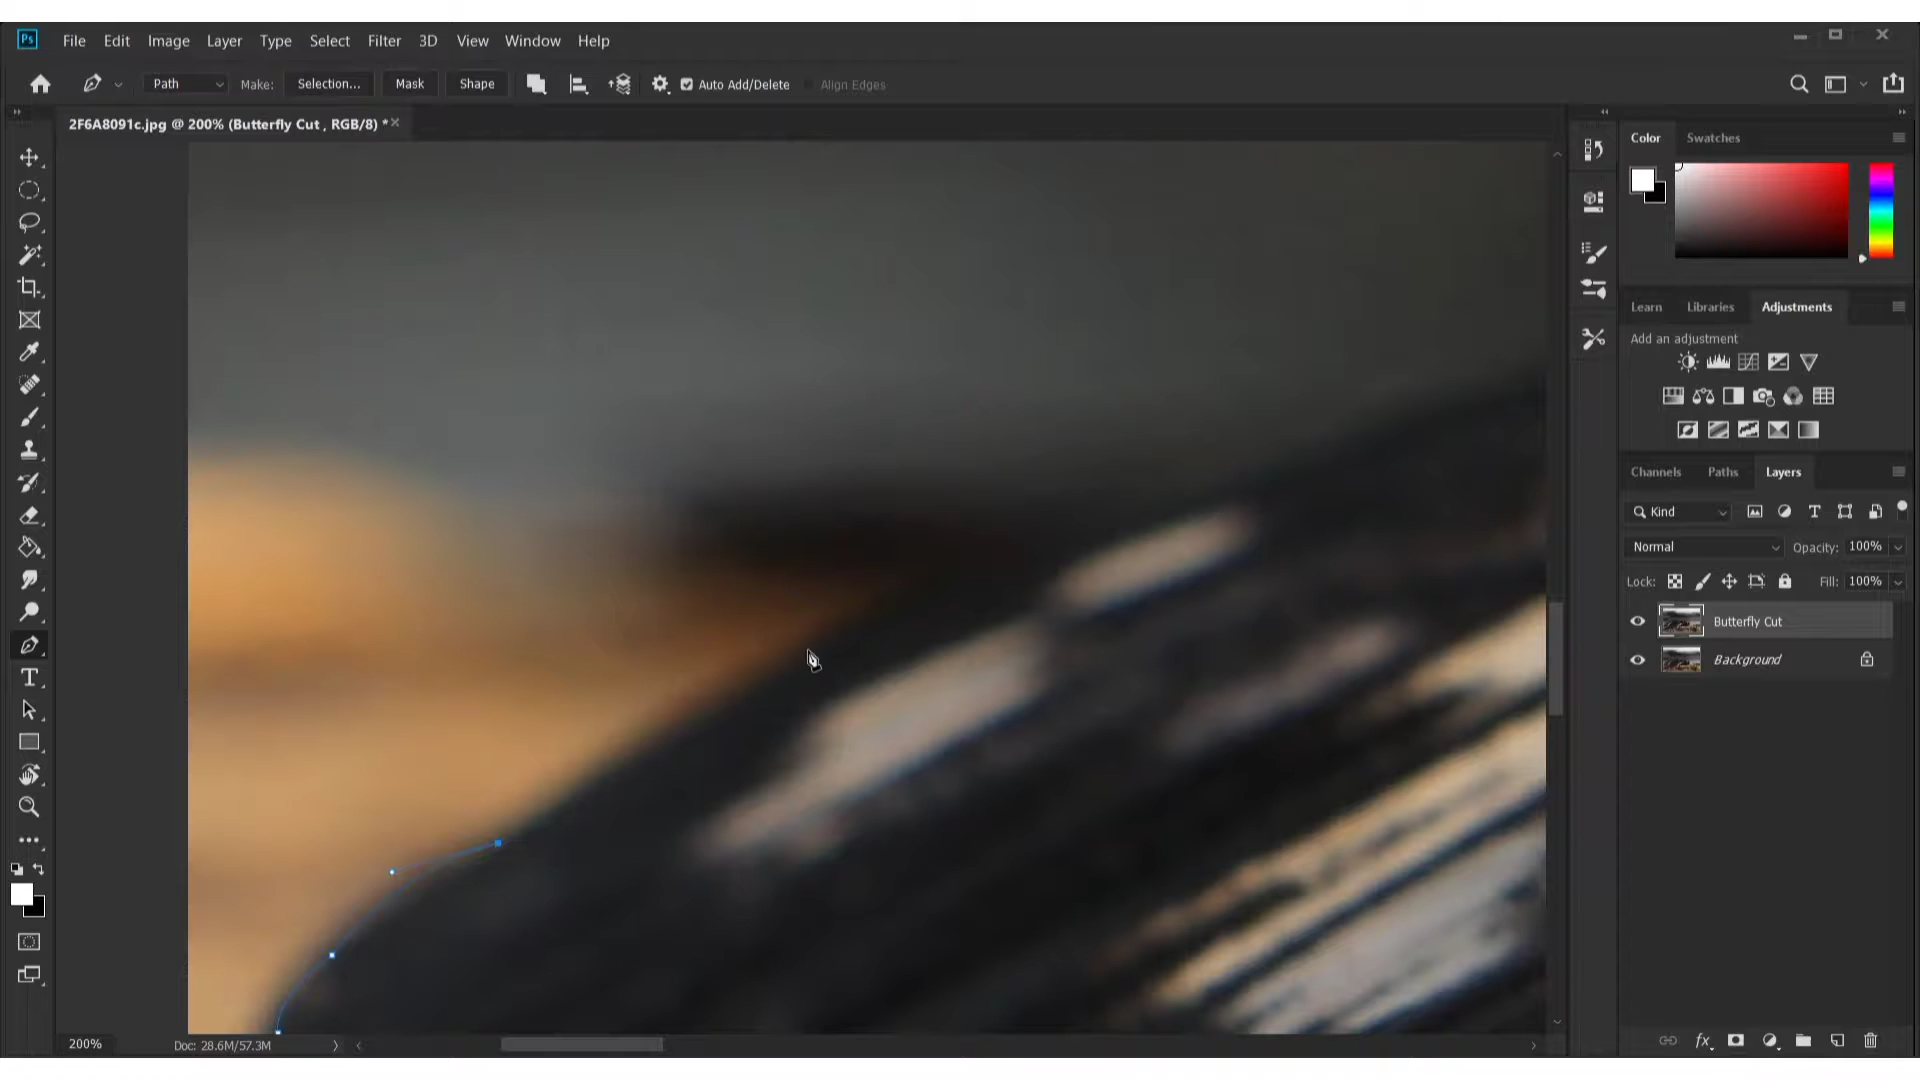 Ps
File Edit Image Layer Type Select Filter 3D View Window Help
Path Make: Selection... Mask Shape Auto Add/Delete Align Edges
2F6A8091c.jpg @ 200% (Butterfly Cut , RGB/8) *
Color Swatches
Learn Libraries Adjustments
Add an adjustment
Channels Paths Layers
Kind
Normal Opacity: 100%
Lock: Fill: 100%
Butterfly Cut
Background
200% Doc: 28.6M/57.3M
fx